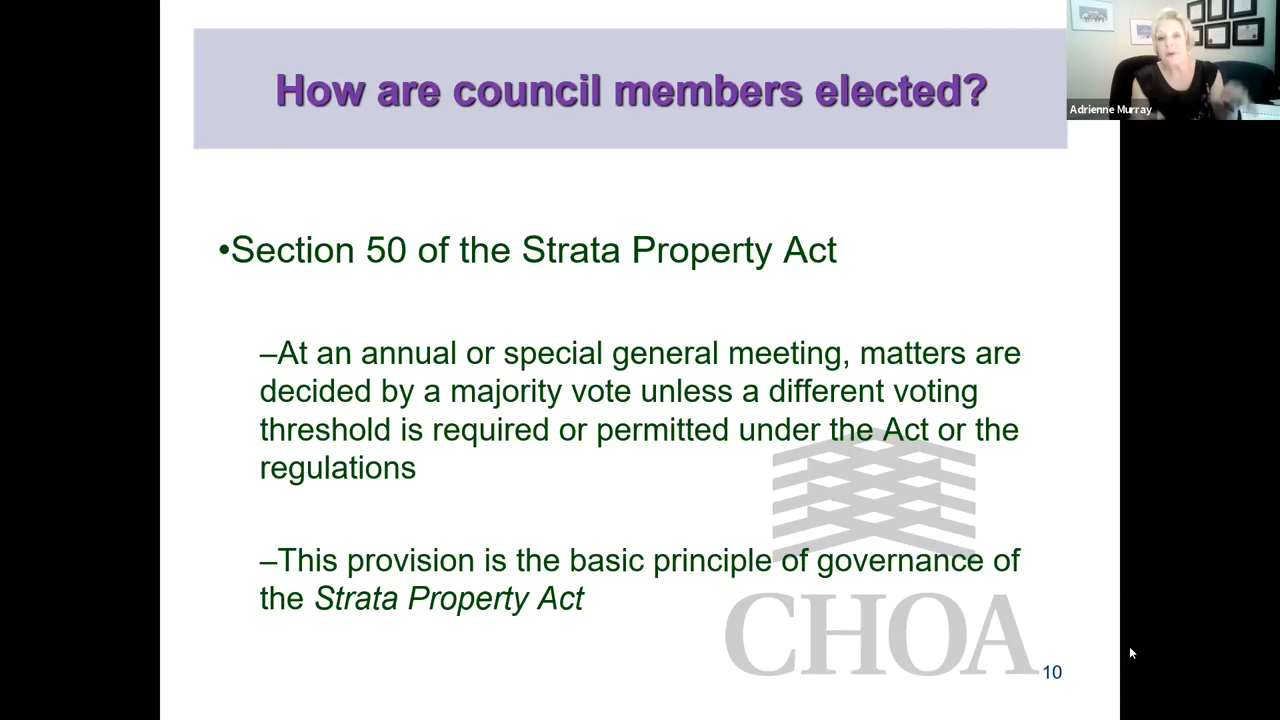 How are council members elected?
Adrienne Murray
•Section 50 of the Strata Property Act
–At an annual or special general meeting, matters are
decided by a majority vote unless a different voting
threshold is required or permitted under the Act or the
regulations
–This provision is the basic principle of governance of
the Strata Property Act
CHOA
10